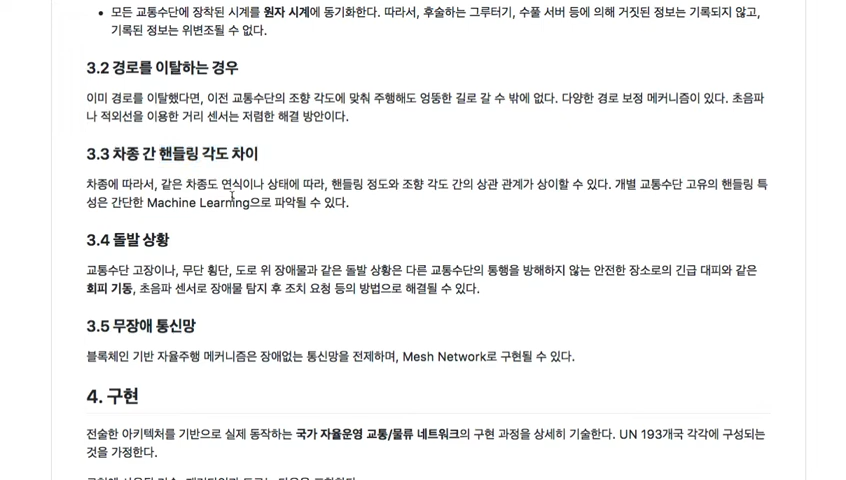 • 모든 교통수단에 장착된 시계를 원자 시계에 동기화한다. 따라서, 후술하는 그루터기, 수풀 서버 등에 의해 거짓된 정보는 기록되지 않고,
기록된 정보는 위변조될 수 없다.
3.2 경로를 이탈하는 경우
이미 경로를 이탈했다면, 이전 교통수단의 조향 각도에 맞춰 주행해도 엉뚱한 길로 갈 수 밖에 없다. 다양한 경로 보정 메커니즘이 있다. 초음파
나 적외선을 이용한 거리 센서는 저렴한 해결 방안이다.
3.3 차종 간 핸들링 각도 차이
차종에 따라서, 같은 차종도 연식이나 상태에 따라, 핸들링 정도와 조향 각도 간의 상관 관계가 상이할 수 있다. 개별 교통수단 고유의 핸들링 특
성은 간단한 Machine Learning으로 파악될 수 있다.
3.4 돌발 상황
교통수단 고장이나, 무단 횡단, 도로 위 장애물과 같은 돌발 상황은 다른 교통수단의 통행을 방해하지 않는 안전한 장소로의 긴급 대피와 같은
회피 기동, 초음파 센서로 장애물 탐지 후 조치 요청 등의 방법으로 해결될 수 있다.
3.5 무장애 통신망
블록체인 기반 자율주행 메커니즘은 장애없는 통신망을 전제하며, Mesh Network로 구현될 수 있다.
4. 구현
전술한 아키텍처를 기반으로 실제 동작하는 국가 자율운영 교통/물류 네트워크의 구현 과정을 상세히 기술한다. UN 193개국 각각에 구성되는
것을 가정한다.